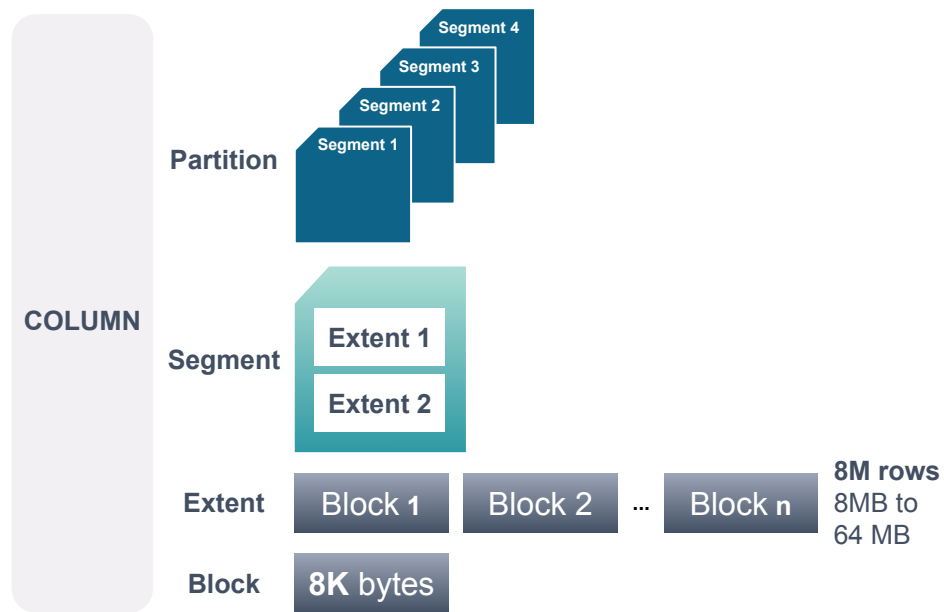 Segment 4
Segment 3
Segment 2
Segment 1
Partition
COLUMN
Segment
Extent 1
Extent 2
Extent
Block 1
Block 2
...
Block n
8M rows
8MB to
64 MB
Block
8K bytes